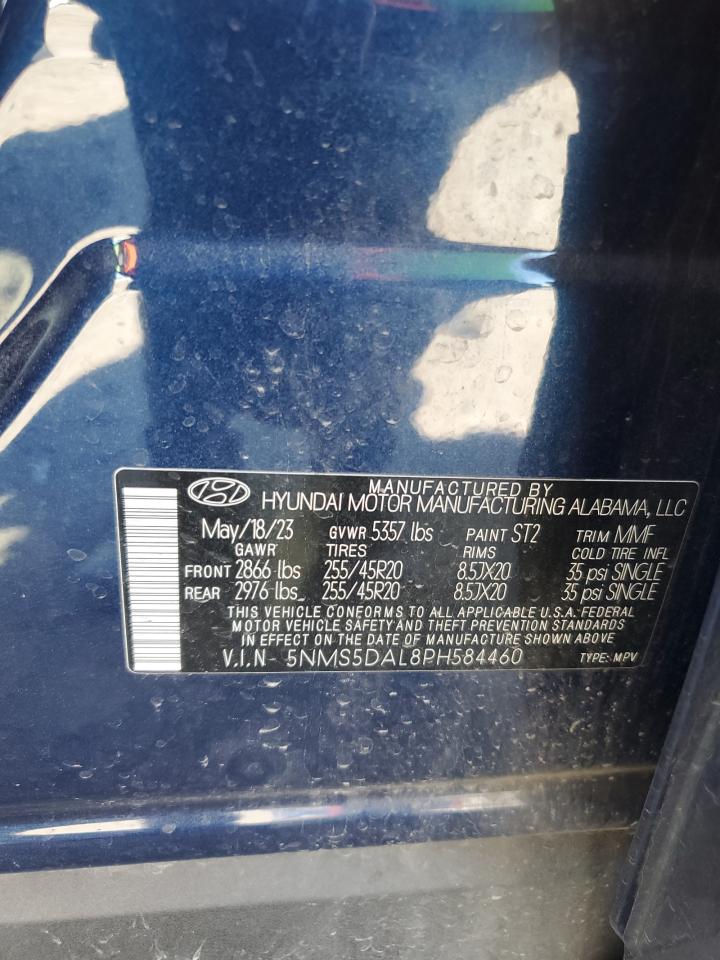 MANUFACTURED BY
HYUNDAI MOTOR MANUFACTURING ALABAMA, LLC
May/18/23 GVWR 5357 lbs PAINT ST2 TRIM MMF
GAWR TIRES RIMS COLD TIRE INFL
FRONT 2866 lbs 255/45R20 8.5JX20 35 psi SINGLE
REAR 2976 lbs 255/45R20 8.5JX20 35 psi SINGLE
THIS VEHICLE CONFORMS TO ALL APPLICABLE U.S.A-FEDERAL
MOTOR VEHICLE SAFETY AND THEFT PREVENTION STANDARDS
IN EFFECT ON THE DATE OF MANUFACTURE SHOWN ABOVE
V.I.N- 5NMS5DAL8PH584460 TYPE: MPV